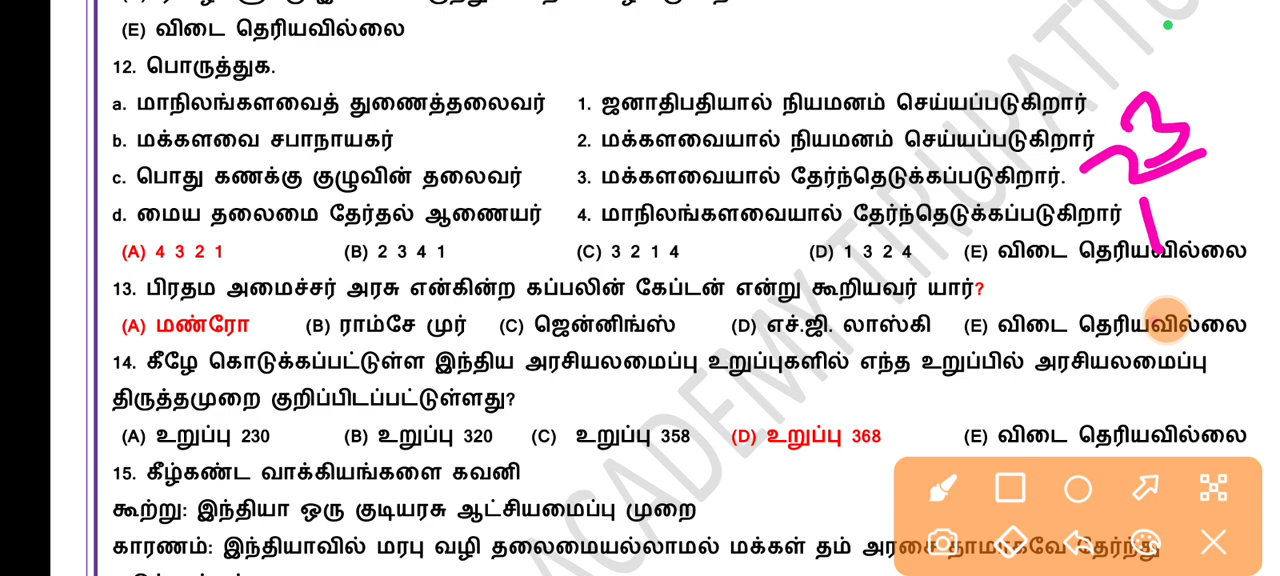 (E) விடை தெரியவில்லை
12. பொருத்துக.
a. மாநிலங்களவைத் துணைத்தலைவர் 1. ஜனாதிபதியால் நியமனம் செய்யப்படுகிறார்
b. மக்களவை சபாநாயகர் 2. மக்களவையால் நியமனம் செய்யப்படுகிறார்
c. பொது கணக்கு குழுவின் தலைவர் 3. மக்களவையால் தேர்ந்தெடுக்கப்படுகிறார்.
d. மைய தலைமை தேர்தல் ஆணையர் 4. மாநிலங்களவையால் தேர்ந்தெடுக்கப்படுகிறார்
(A) 4 3 2 1 (B) 2 3 4 1 (C) 3 2 1 4 (D) 1 3 2 4 (E) விடை தெரியவில்லை
13. பிரதம அமைச்சர் அரசு என்கின்ற கப்பலின் கேப்டன் என்று கூறியவர் யார்?
(A) மண்ரோ (B) ராம்சே முர் (C) ஜென்னிங்ஸ் (D) எச்.ஜி. லாஸ்கி (E) விடை தெரியவில்லை
14. கீழே கொடுக்கப்பட்டுள்ள இந்திய அரசியலமைப்பு உறுப்புகளில் எந்த உறுப்பில் அரசியலமைப்பு
திருத்தமுறை குறிப்பிடப்பட்டுள்ளது?
(A) உறுப்பு 230 (B) உறுப்பு 320 (C) உறுப்பு 358 (D) உறுப்பு 368 (E) விடை தெரியவில்லை
15. கீழ்கண்ட வாக்கியங்களை கவனி
கூற்று: இந்தியா ஒரு குடியரசு ஆட்சியமைப்பு முறை
காரணம்: இந்தியாவில் மரபு வழி தலைமையல்லாமல் மக்கள் தம் அரசை தாமாகவே தேர்ந்து
ACADEMY TIRUPATT